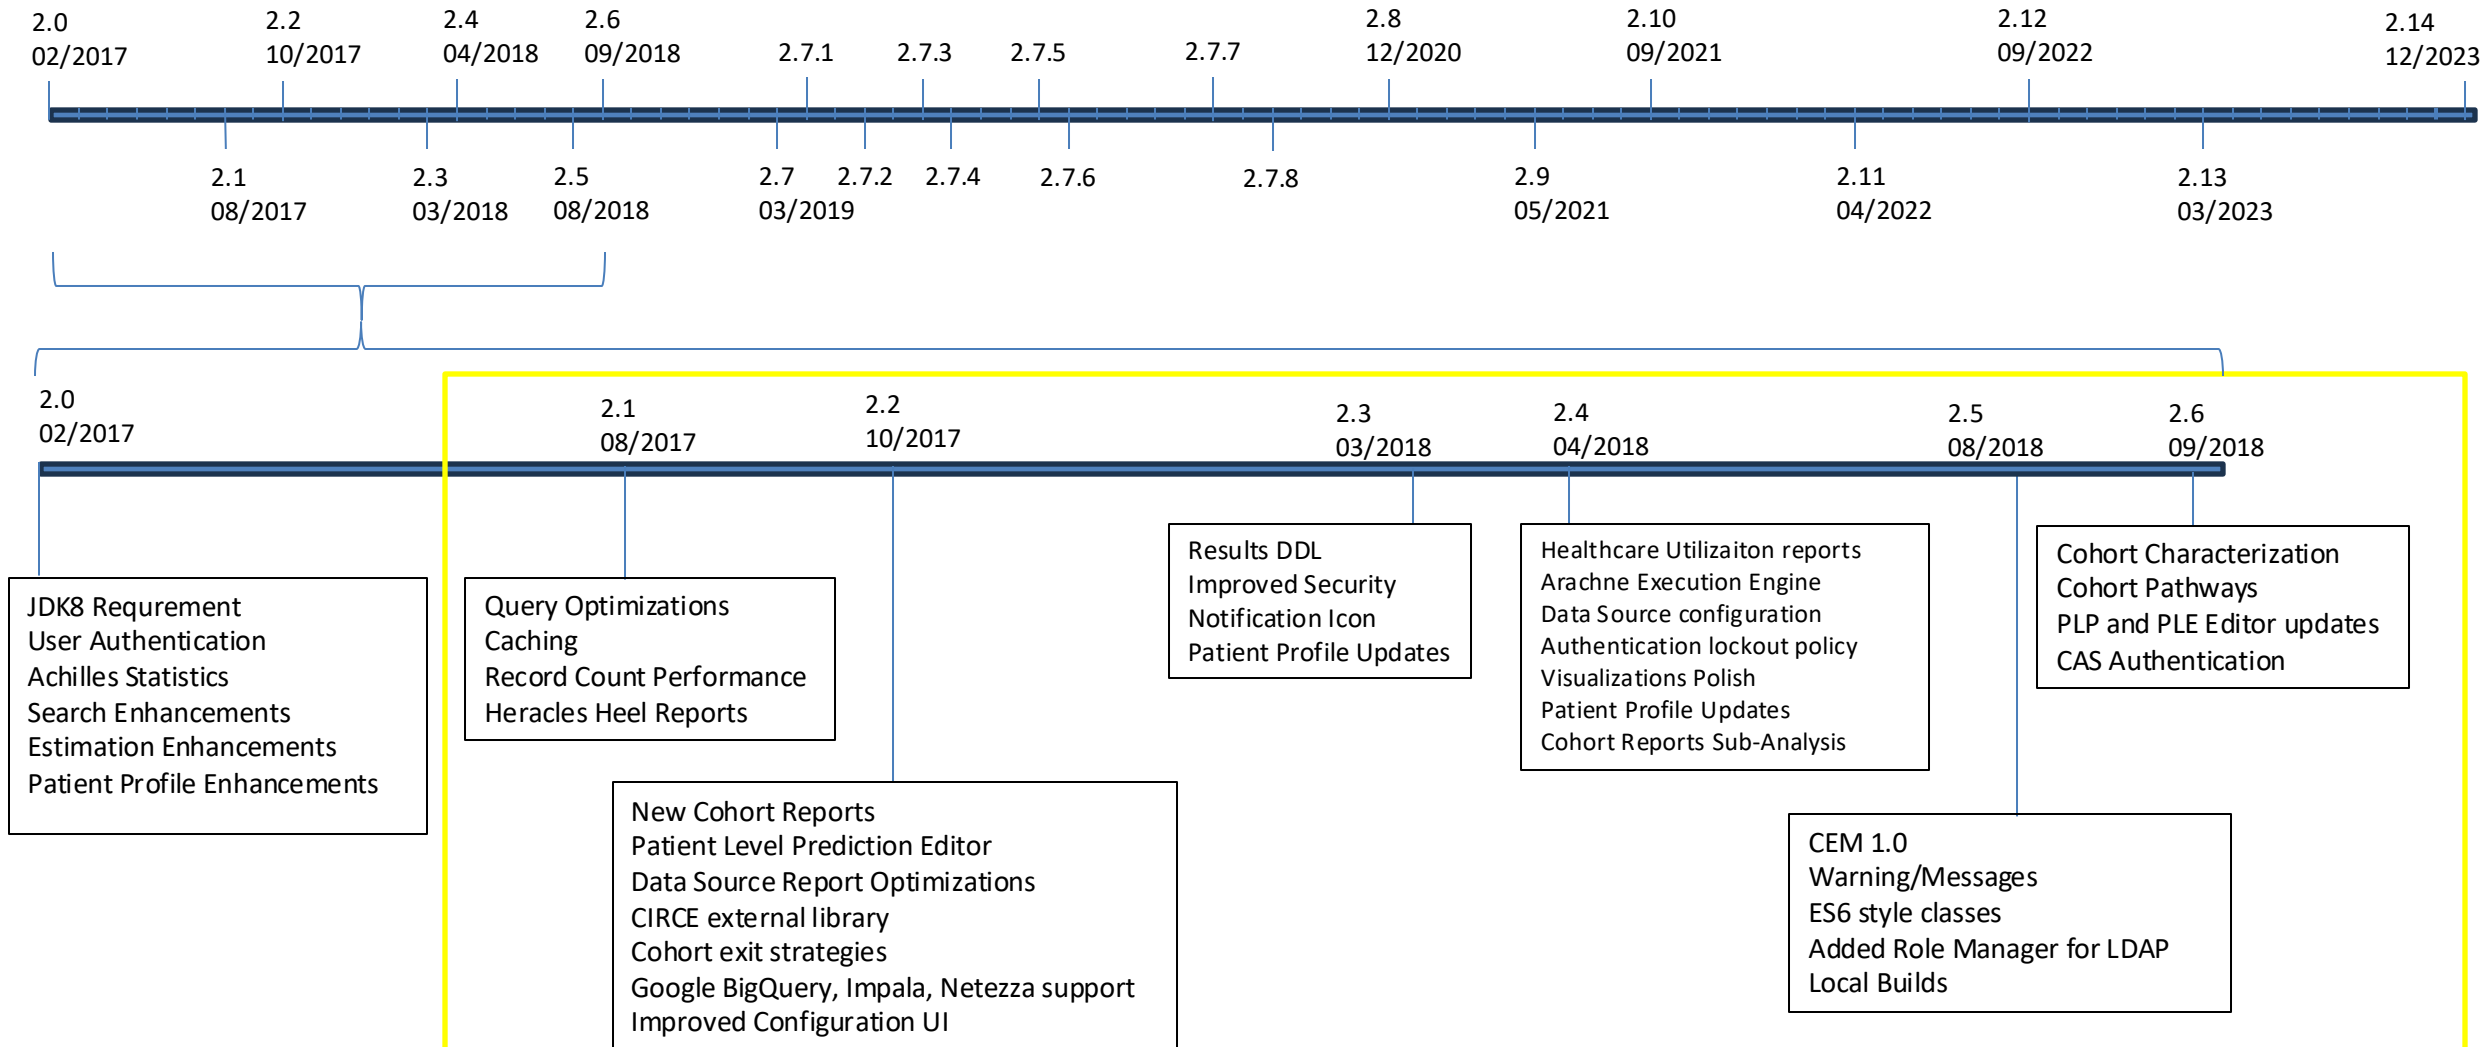 2.0
02/2017
2.2
10/2017
2.4
04/2018
2.6
09/2018
2.7.1
2.7.3
2.7.5
2.7.7
2.8
12/2020
2.10
09/2021
2.12
09/2022
2.14
12/2023
2.1
08/2017
2.3
03/2018
2.5
08/2018
2.7
03/2019
2.7.2
2.7.4
2.7.6
2.7.8
2.9
05/2021
2.11
04/2022
2.13
03/2023
2.0
02/2017
2.1
08/2017
2.2
10/2017
2.3
03/2018
2.4
04/2018
2.5
08/2018
2.6
09/2018
JDK8 Requrement
User Authentication
Achilles Statistics
Search Enhancements
Estimation Enhancements
Patient Profile Enhancements
Query Optimizations
Caching
Record Count Performance
Heracles Heel Reports
New Cohort Reports
Patient Level Prediction Editor
Data Source Report Optimizations
CIRCE external library
Cohort exit strategies
Google BigQuery, Impala, Netezza support
Improved Configuration UI
Results DDL
Improved Security
Notification Icon
Patient Profile Updates
Healthcare Utilizaiton reports
Arachne Execution Engine
Data Source configuration
Authentication lockout policy
Visualizations Polish
Patient Profile Updates
Cohort Reports Sub-Analysis
CEM 1.0
Warning/Messages
ES6 style classes
Added Role Manager for LDAP
Local Builds
Cohort Characterization
Cohort Pathways
PLP and PLE Editor updates
CAS Authentication